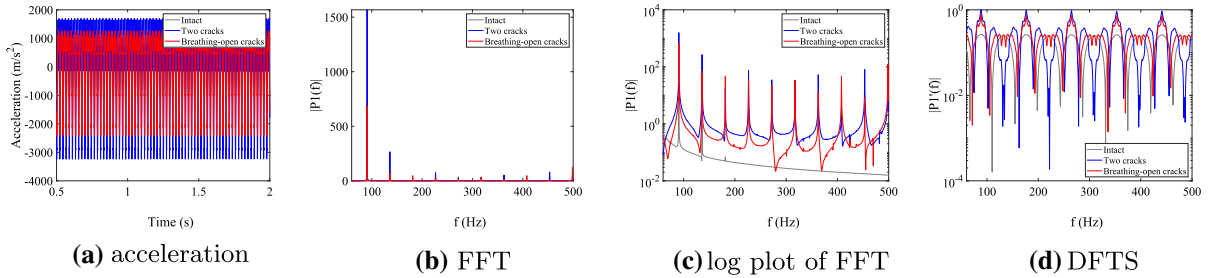 2000
1000
0
-1000
-2000
-3000
4000
0.5
1
1.5
2
Acceleration (m/s²)
Time (s)
Intact
Two cracks
Breathing-open cracks
(a) acceleration
1500
1000
500
0
100
200
300
400
500
|P1(f)|
f (Hz)
Intact
Two cracks
Breathing-open cracks
(b) FFT
10⁴
10²
10⁰
10⁻²
100
200
300
400
500
|P1(f)|
f (Hz)
Intact
Two cracks
Breathing-open cracks
(c) log plot of FFT
10⁰
10⁻²
10⁻⁴
100
200
300
400
500
|P1'(f)|
f (Hz)
Intact
Two cracks
Breathing-open cracks
(d) DFTS